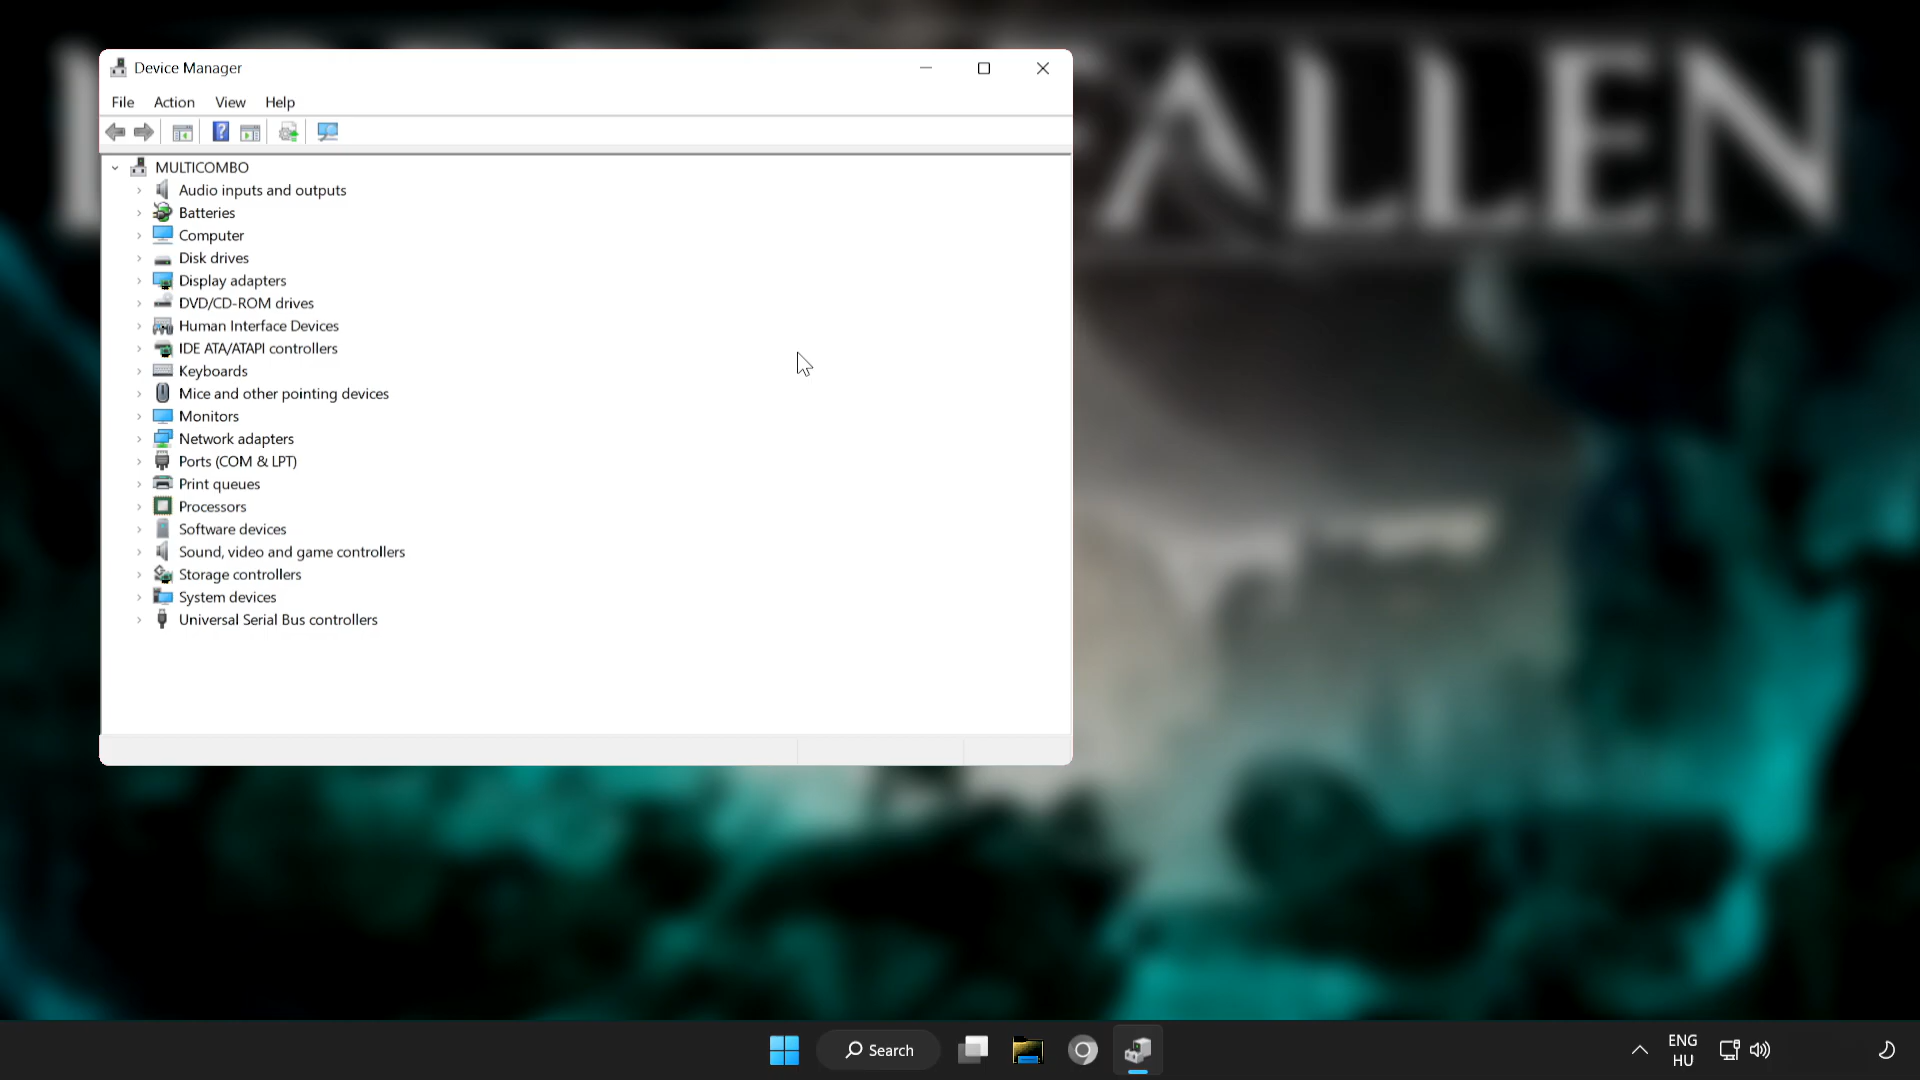 Device Manager
File Action View Help
MULTICOMBO
Audio inputs and outputs
Batteries
Computer
Disk drives
Display adapters
DVD/CD-ROM drives
Human Interface Devices
IDE ATA/ATAPI controllers
Keyboards
Mice and other pointing devices
Monitors
Network adapters
Ports (COM & LPT)
Print queues
Processors
Software devices
Sound, video and game controllers
Storage controllers
System devices
Universal Serial Bus controllers
ALLEN
Search
ENG
HU